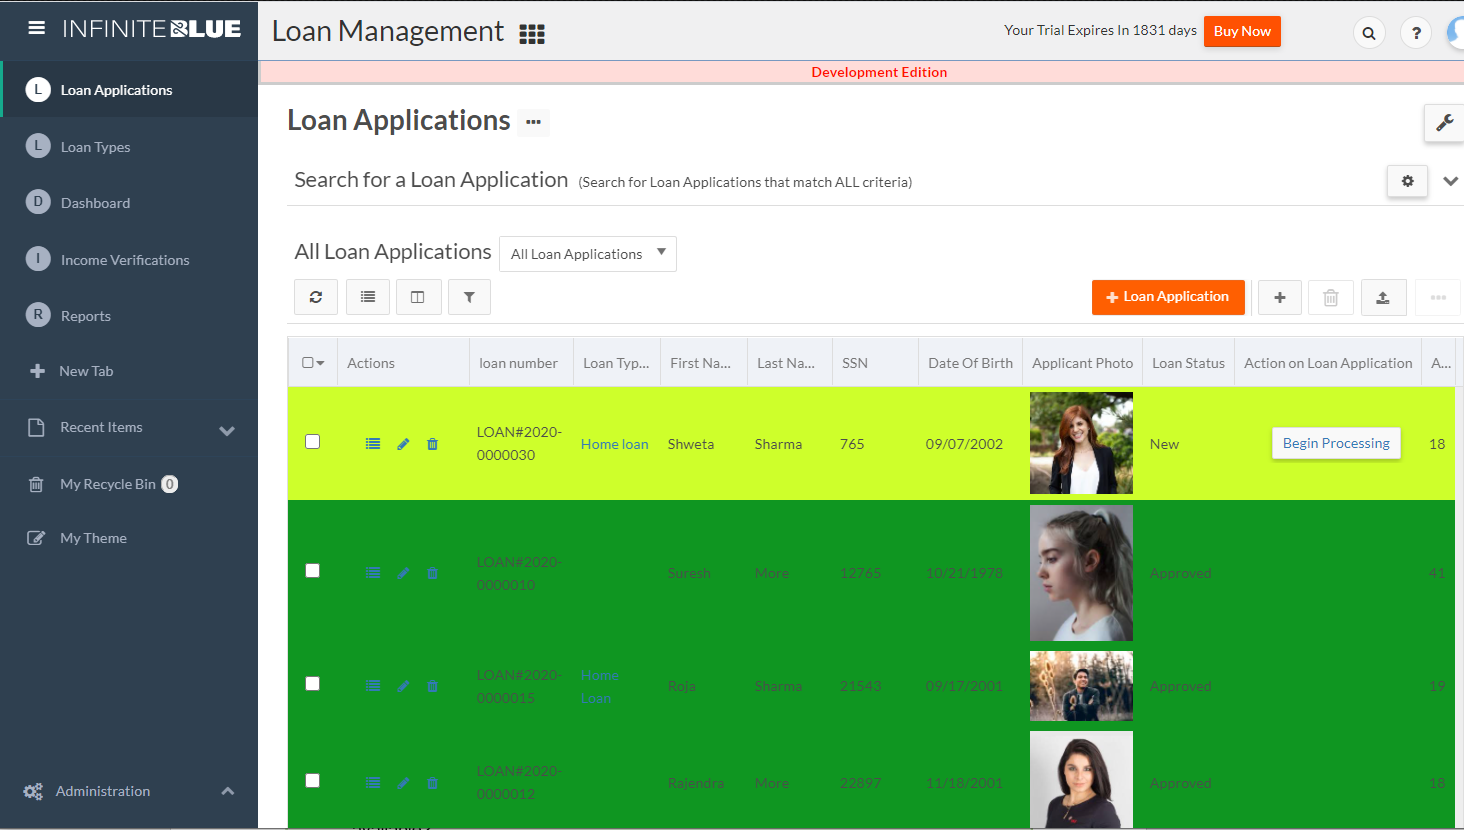 INFINITEBLUE
Loan Management
Your Trial Expires In 1831 days
Buy Now
?
Development Edition
L Loan Applications
L Loan Types
D Dashboard
I Income Verifications
R Reports
New Tab
Recent Items
My Recycle Bin 0
My Theme
Administration
Loan Applications
Search for a Loan Application (Search for Loan Applications that match ALL criteria)
All Loan Applications All Loan Applications
Loan Application
Actions loan number Loan Typ... First Na... Last Na... SSN Date Of Birth Applicant Photo Loan Status Action on Loan Application A...
LOAN#2020-
0000030 Home loan Shweta Sharma 765 09/07/2002 New Begin Processing 18
LOAN#2020-
0000010 Suresh More 12765 10/21/1978 Approved 41
LOAN#2020-
0000015 Home
Loan Roja Sharma 21543 09/17/2001 Approved 19
LOAN#2020-
0000012 Rajendra More 22897 11/18/2001 Approved 18